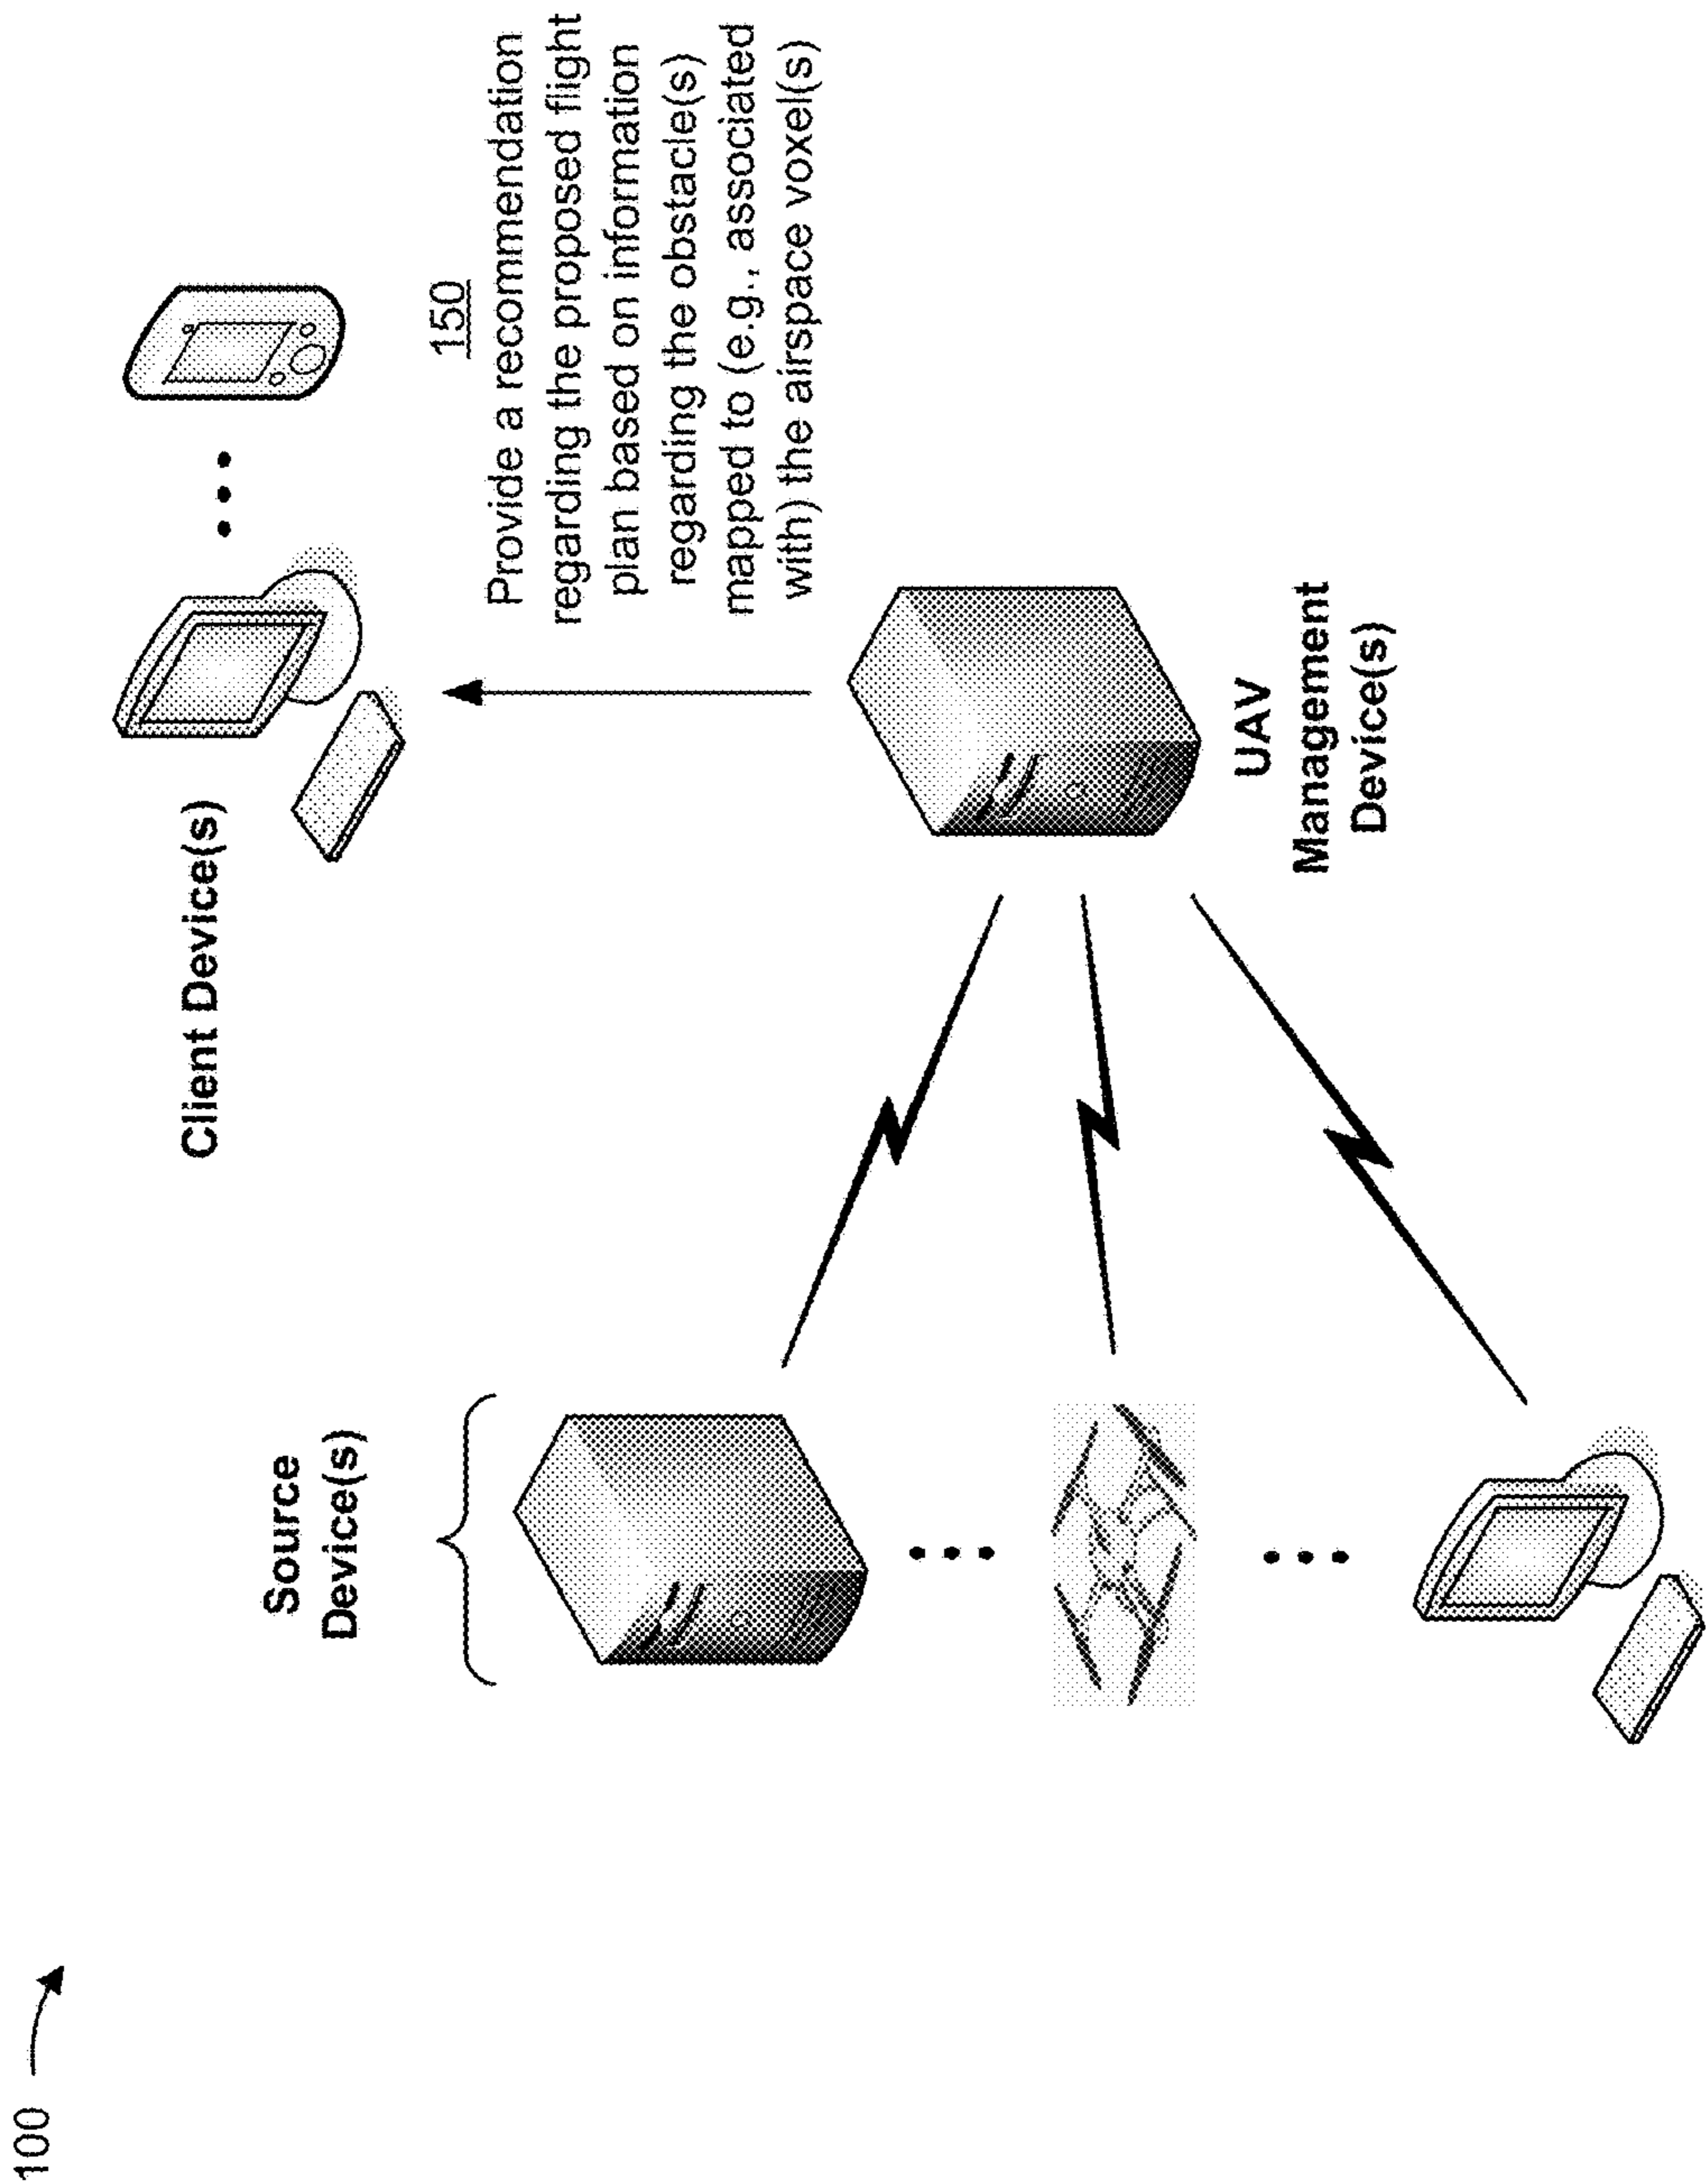 100
Client Device(s)
150
Provide a recommendation
regarding the proposed flight
plan based on information
regarding the obstacle(s)
mapped to (e.g., associated
with) the airspace voxel(s)
Source
Device(s)
UAV
Management
Device(s)